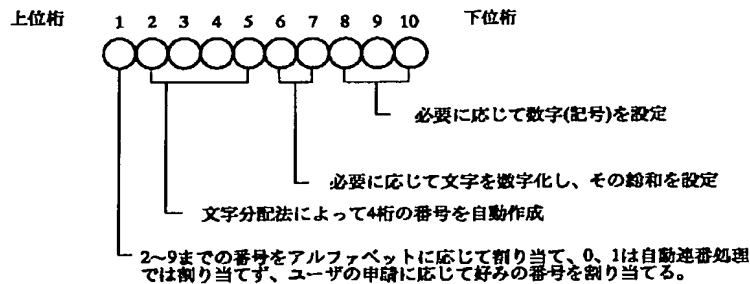 上位桁 1 2 3 4 5 6 7 8 9 10 下位桁
必要に応じて数字(記号)を設定
必要に応じて文字を数字化し、その総和を設定
文字分配法によって4桁の番号を自動作成
2〜9までの番号をアルファベットに応じて割り当て、0、1は自動連番処理
では割り当てず、ユーザの申請に応じて好みの番号を割り当てる。